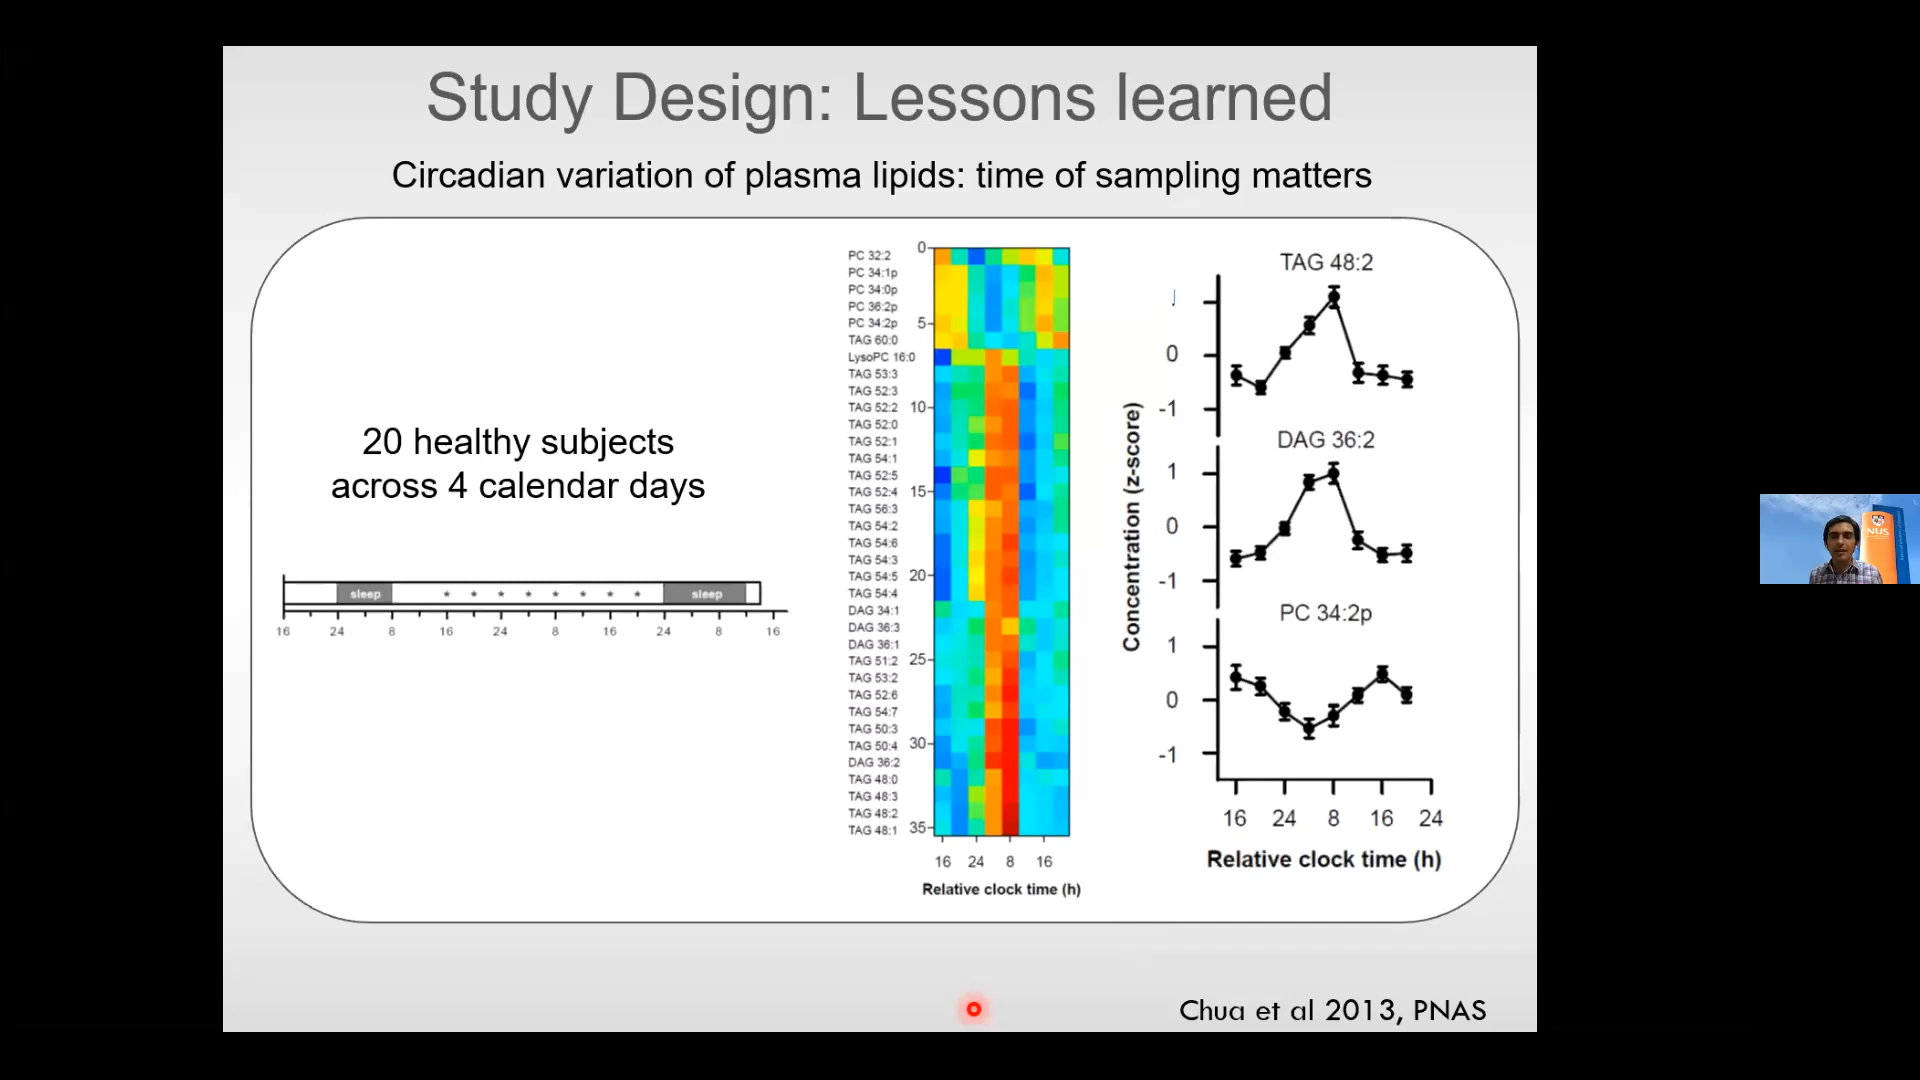 Study Design: Lessons learned
Circadian variation of plasma lipids: time of sampling matters
20 healthy subjects
across 4 calendar days
sleep * * * * * * * * sleep
16 24 8 16 24 8 16 24 8 16
PC 32:2
PC 34:1p
PC 34:0p
PC 36:2p
PC 34:2p
TAG 60:0
LysoPC 16:0
TAG 53:3
TAG 52:3
TAG 52:2
TAG 52:0
TAG 52:1
TAG 54:1
TAG 52:5
TAG 52:4
TAG 56:3
TAG 54:2
TAG 54:6
TAG 54:3
TAG 54:5
TAG 54:4
DAG 34:1
DAG 36:3
DAG 36:1
TAG 51:2
TAG 53:2
TAG 52:6
TAG 54:7
TAG 50:3
TAG 50:4
DAG 36:2
TAG 48:0
TAG 48:3
TAG 48:2
TAG 48:1
0
5
10
15
20
25
30
35
16 24 8 16
Relative clock time (h)
Concentration (z-score)
TAG 48:2
0
-1
DAG 36:2
1
0
-1
PC 34:2p
1
0
-1
16 24 8 16 24
Relative clock time (h)
Chua et al 2013, PNAS
NUS